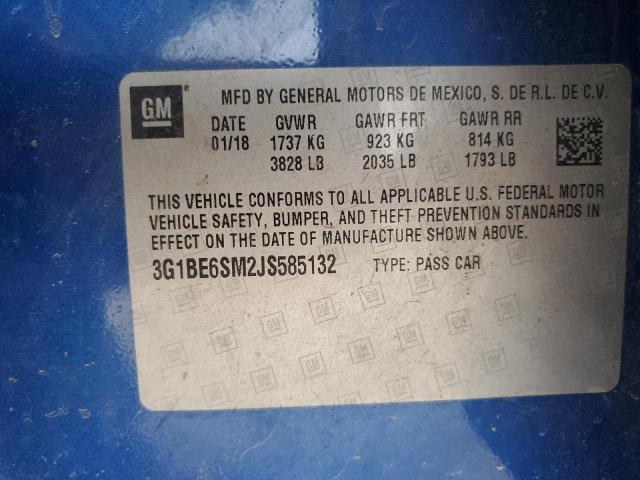 GM MFD BY GENERAL MOTORS DE MEXICO, S. DE R.L. DE C.V.
DATE GVWR GAWR FRT GAWR RR
01/18 1737 KG 923 KG 814 KG
3828 LB 2035 LB 1793 LB
THIS VEHICLE CONFORMS TO ALL APPLICABLE U.S. FEDERAL MOTOR
VEHICLE SAFETY, BUMPER, AND THEFT PREVENTION STANDARDS IN
EFFECT ON THE DATE OF MANUFACTURE SHOWN ABOVE.
3G1BE6SM2JS585132 TYPE: PASS CAR